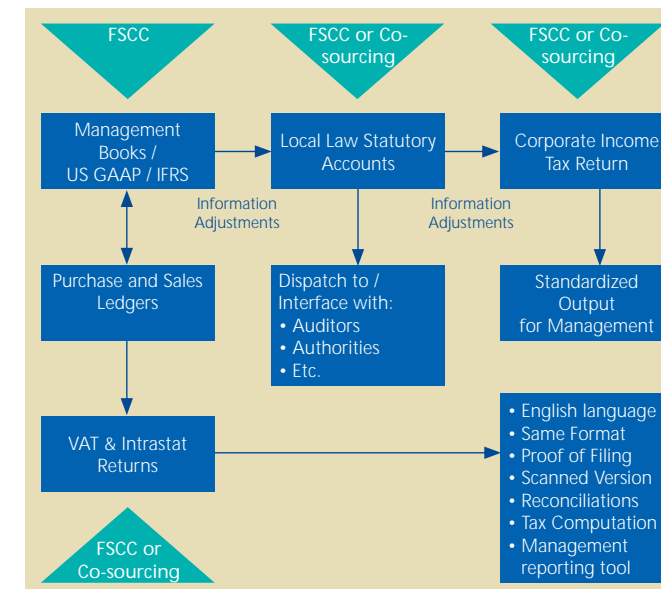 FSCC
FSCC or Co-
sourcing
FSCC or Co-
sourcing
Management
Books /
US GAAP / IFRS
Local Law Statutory
Accounts
Corporate Income
Tax Return
Information
Adjustments
Information
Adjustments
Purchase and Sales
Ledgers
Dispatch to /
Interface with:
• Auditors
• Authorities
• Etc.
Standardized
Output
for Management
VAT & Intrastat
Returns
• English language
• Same Format
• Proof of Filing
• Scanned Version
• Reconciliations
• Tax Computation
• Management
reporting tool
FSCC or
Co-sourcing